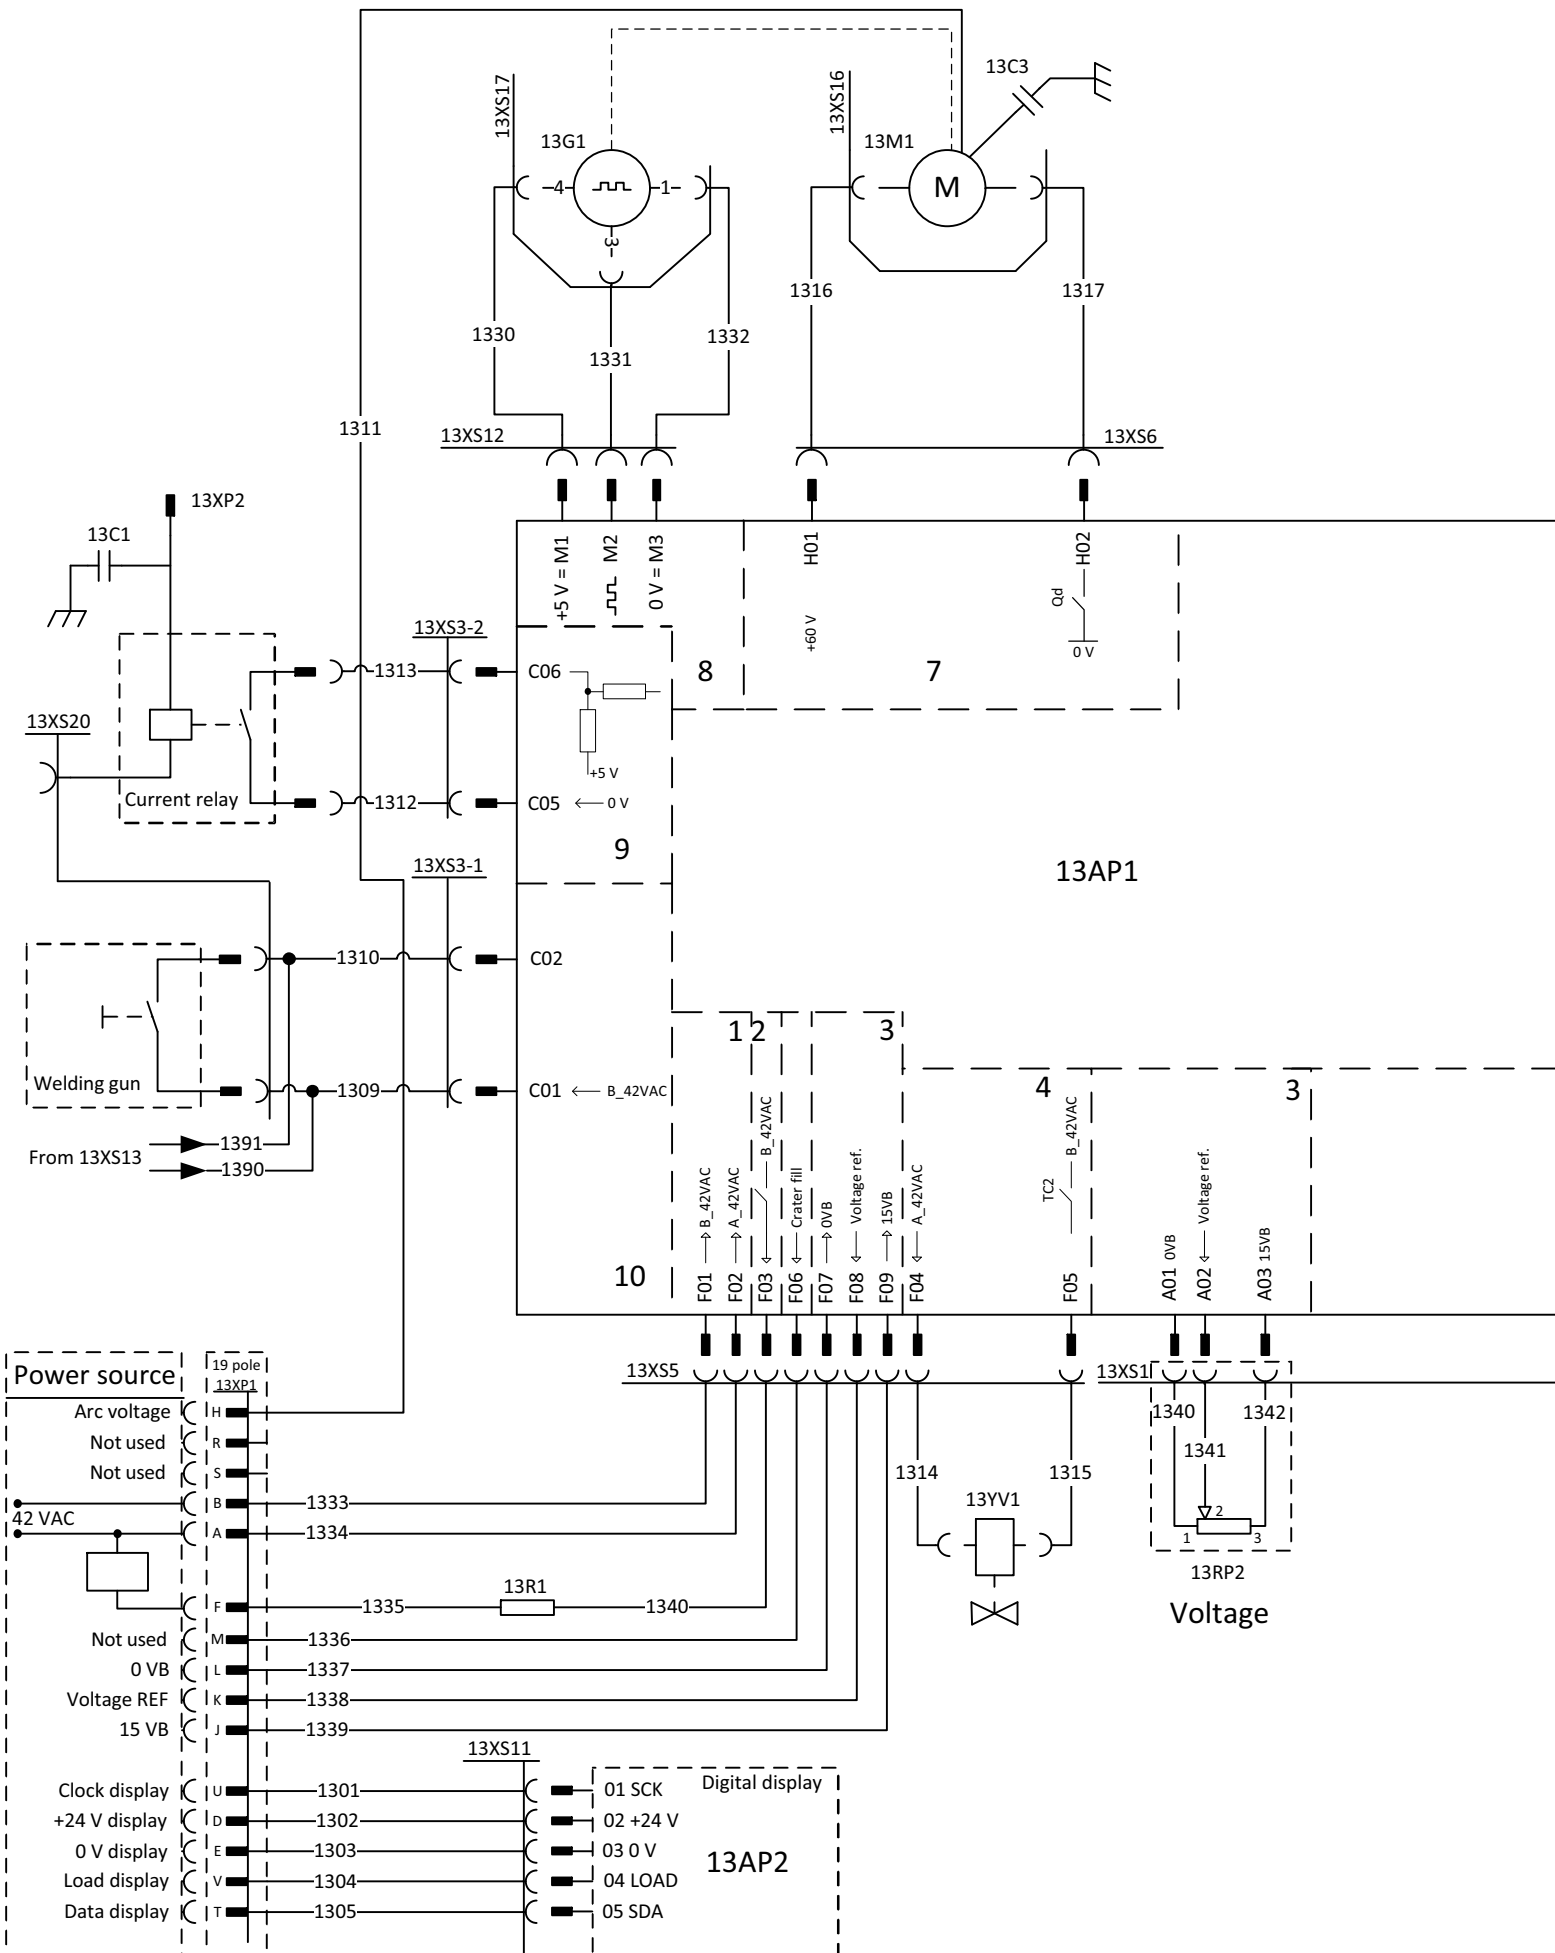 13XS17
13G1
4
1
3
13XS16
13M1
M
13C3
1316
1317
1330
1331
1332
1311
13XS12
13XS6
13XP2
13C1
+5 V = M1
M2
0 V = M3
8
H01
+60 V
7
H02
Qd
0 V
13XS3-2
1313
C06
+5 V
13XS20
Current relay
1312
C05
0 V
9
13AP1
13XS3-1
1310
C02
Welding gun
1309
C01
B_42VAC
1391
From 13XS13
1390
10
1
2
3
4
3
F01 B_42VAC
F02 A_42VAC
F03 B_42VAC
F06 Crater fill
F07 0VB
F08 Voltage ref.
F09 15VB
F04 A_42VAC
F05 TC2 B_42VAC
A01 0VB
A02 Voltage ref.
A03 15VB
13XS5
13XS1
1340
1342
1341
2
1
3
13RP2
Voltage
1314
1315
13YV1
Power source
19 pole
13XP1
Arc voltage H
Not used R
Not used S
B 1333
42 VAC
A 1334
F 1335 13R1 1340
Not used M 1336
0 VB L 1337
Voltage REF K 1338
15 VB J 1339
13XS11
Digital display
Clock display U 1301 01 SCK
+24 V display D 1302 02 +24 V
0 V display E 1303 03 0 V
13AP2
Load display V 1304 04 LOAD
Data display T 1305 05 SDA